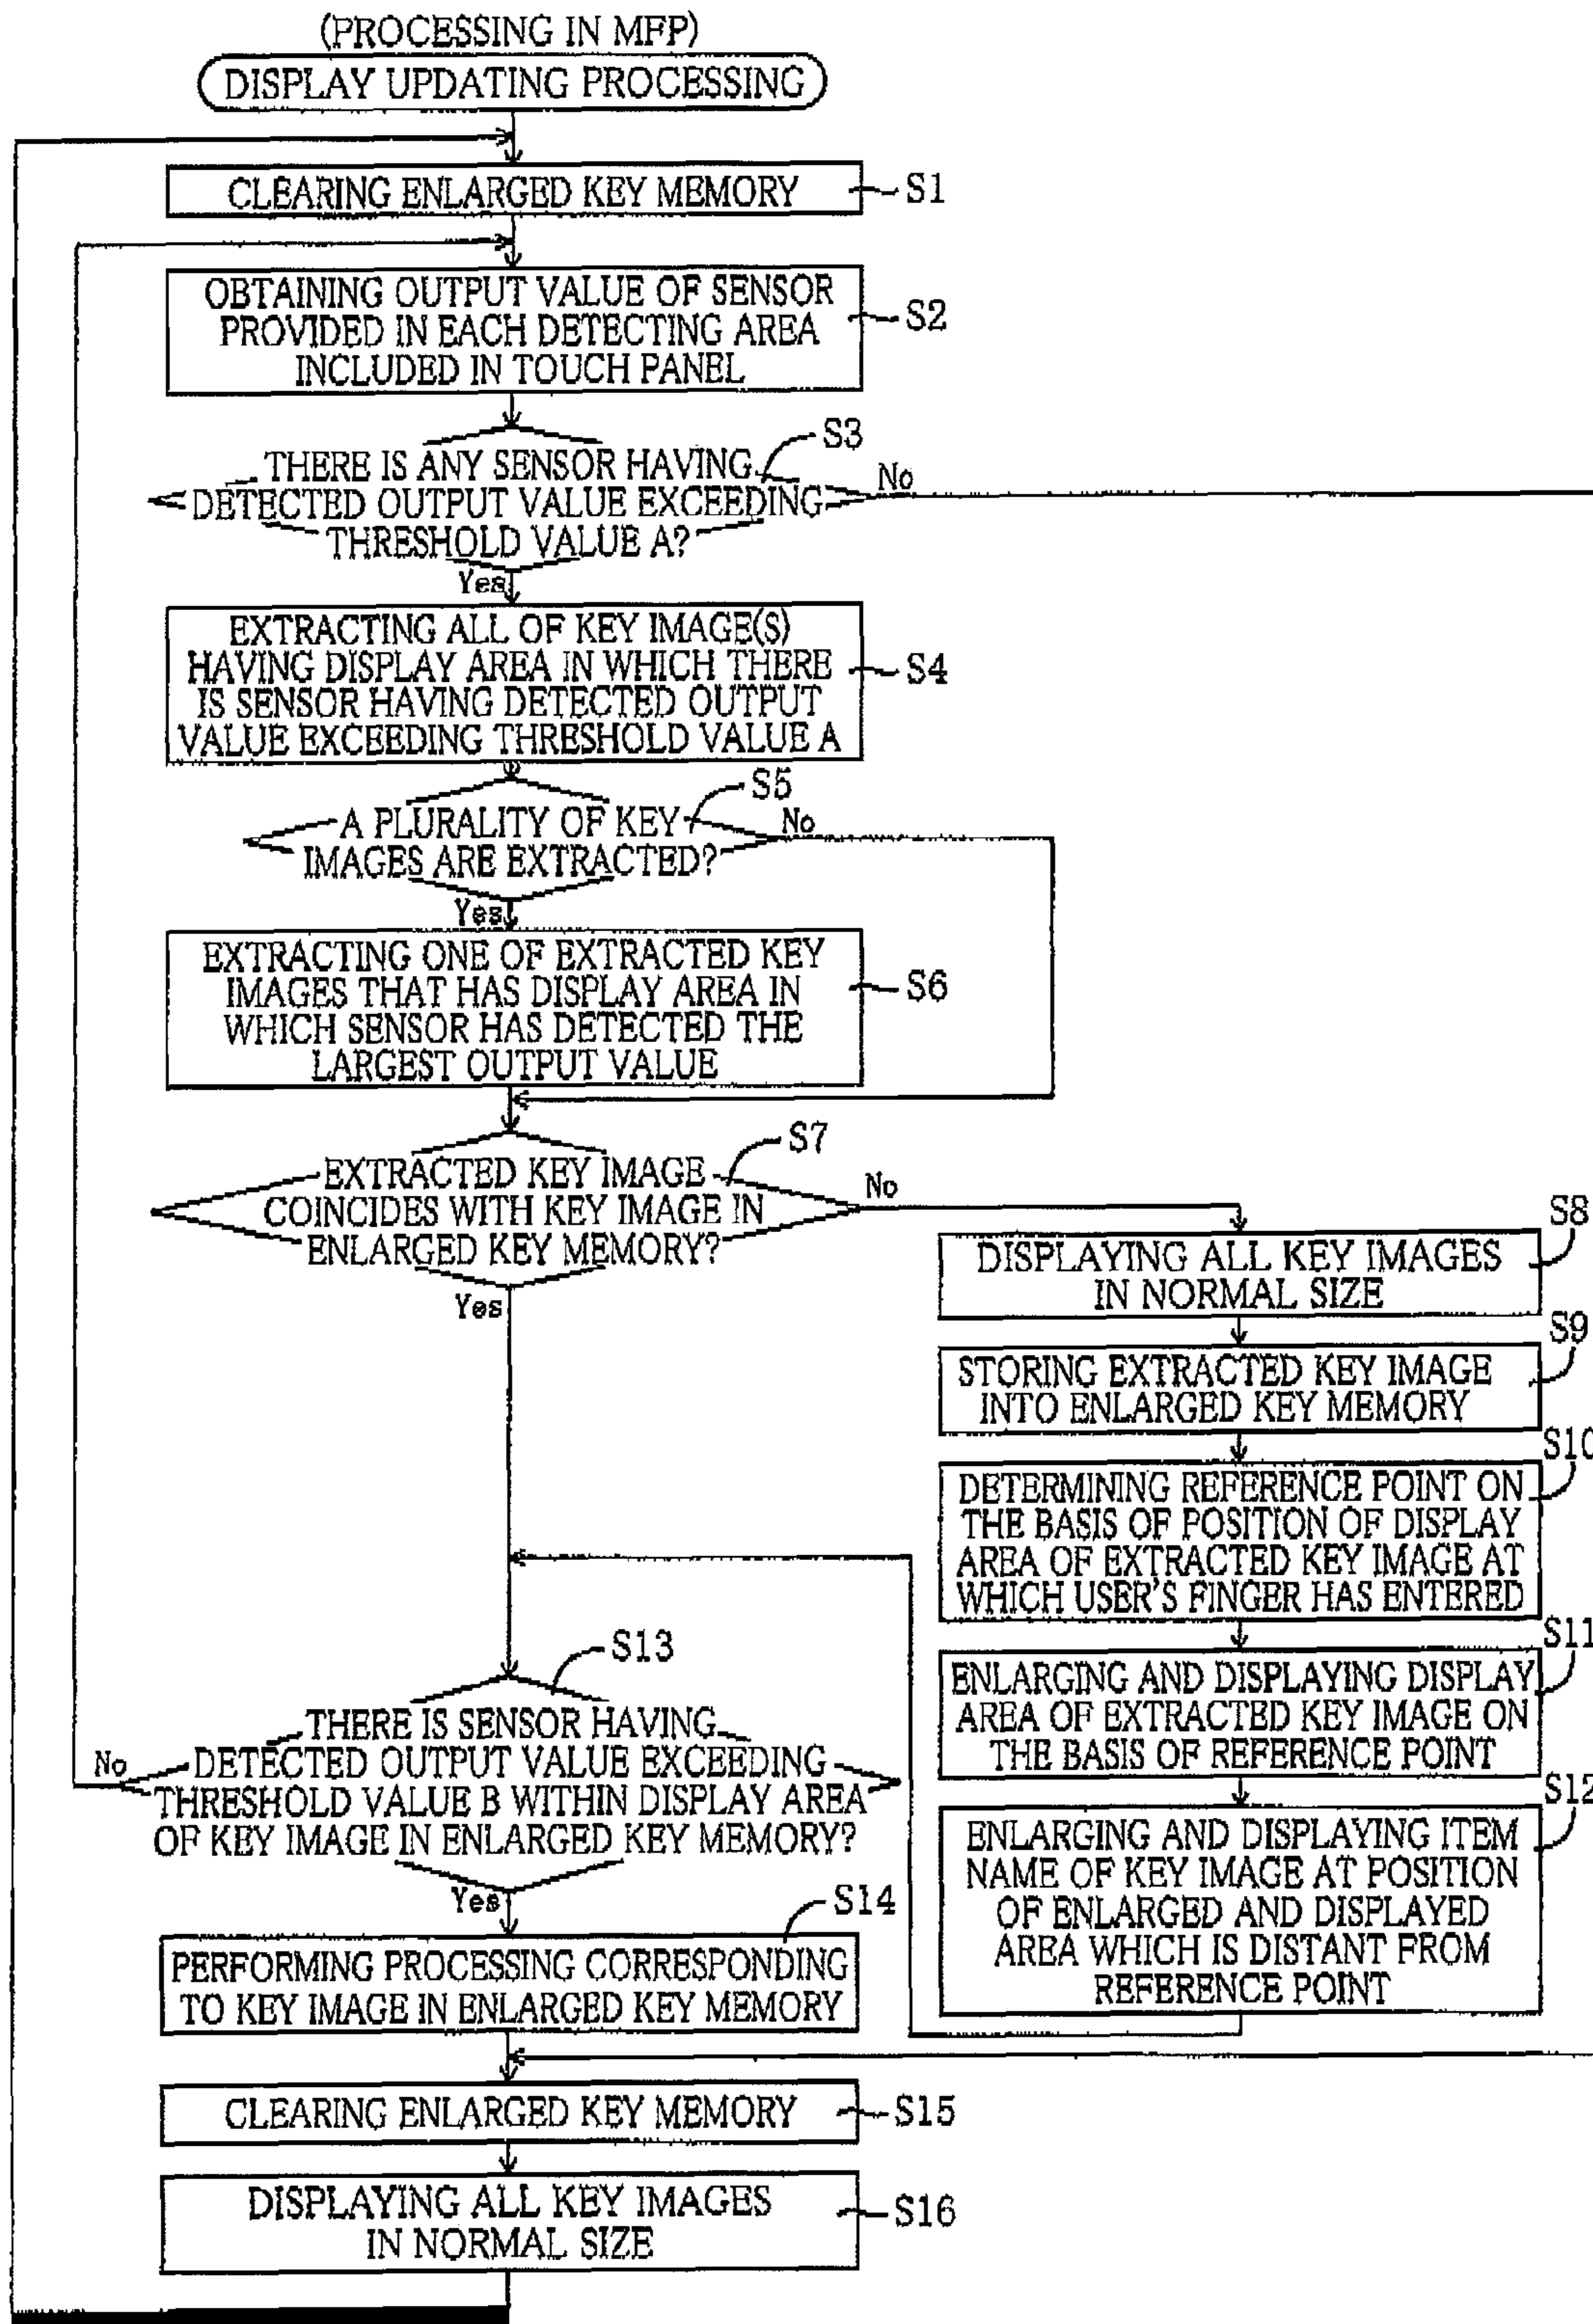 (PROCESSING IN MFP)
DISPLAY UPDATING PROCESSING
CLEARING ENLARGED KEY MEMORY
S1
OBTAINING OUTPUT VALUE OF SENSOR
PROVIDED IN EACH DETECTING AREA
INCLUDED IN TOUCH PANEL
S2
S3
THERE IS ANY SENSOR HAVING
DETECTED OUTPUT VALUE EXCEEDING
THRESHOLD VALUE A?
No
Yes
EXTRACTING ALL OF KEY IMAGE(S)
HAVING DISPLAY AREA IN WHICH THERE
IS SENSOR HAVING DETECTED OUTPUT
VALUE EXCEEDING THRESHOLD VALUE A
S4
S5
A PLURALITY OF KEY
IMAGES ARE EXTRACTED?
No
Yes
EXTRACTING ONE OF EXTRACTED KEY
IMAGES THAT HAS DISPLAY AREA IN
WHICH SENSOR HAS DETECTED THE
LARGEST OUTPUT VALUE
S6
S7
EXTRACTED KEY IMAGE
COINCIDES WITH KEY IMAGE IN
ENLARGED KEY MEMORY?
No
Yes
S8
DISPLAYING ALL KEY IMAGES
IN NORMAL SIZE
S9
STORING EXTRACTED KEY IMAGE
INTO ENLARGED KEY MEMORY
S10
DETERMINING REFERENCE POINT ON
THE BASIS OF POSITION OF DISPLAY
AREA OF EXTRACTED KEY IMAGE AT
WHICH USER'S FINGER HAS ENTERED
S11
ENLARGING AND DISPLAYING DISPLAY
AREA OF EXTRACTED KEY IMAGE ON
THE BASIS OF REFERENCE POINT
S12
ENLARGING AND DISPLAYING ITEM
NAME OF KEY IMAGE AT POSITION
OF ENLARGED AND DISPLAYED
AREA WHICH IS DISTANT FROM
REFERENCE POINT
S13
THERE IS SENSOR HAVING
DETECTED OUTPUT VALUE EXCEEDING
THRESHOLD VALUE B WITHIN DISPLAY AREA
OF KEY IMAGE IN ENLARGED KEY MEMORY?
No
Yes
S14
PERFORMING PROCESSING CORRESPONDING
TO KEY IMAGE IN ENLARGED KEY MEMORY
CLEARING ENLARGED KEY MEMORY
S15
DISPLAYING ALL KEY IMAGES
IN NORMAL SIZE
S16